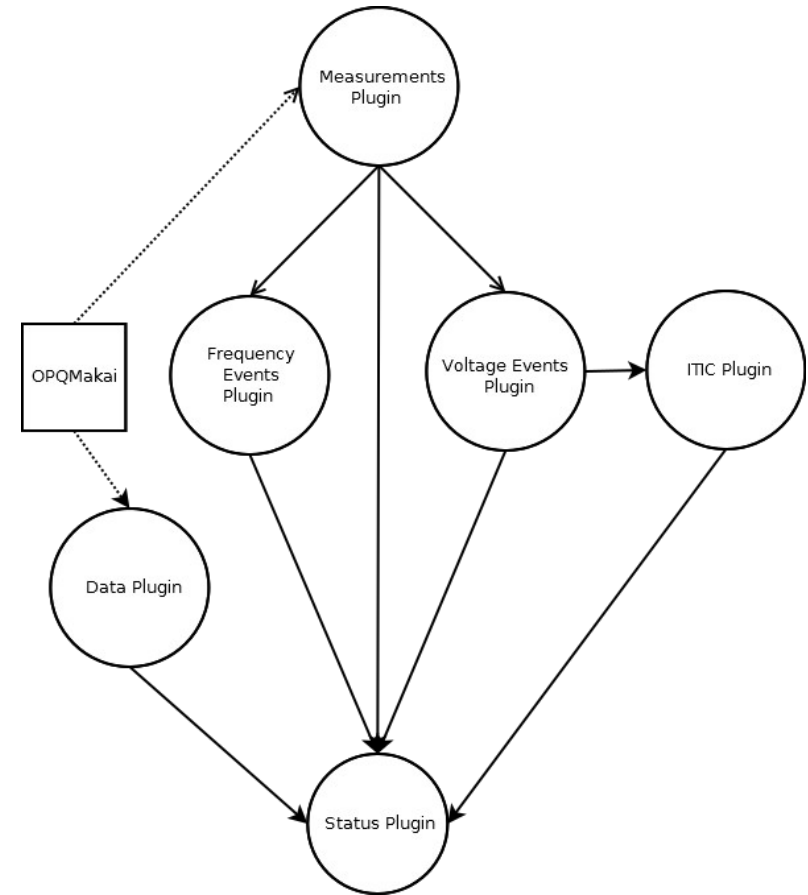 Measurements
Plugin
Frequency
Events
Plugin
Voltage Events
Plugin
ITIC Plugin
OPQMakai
Data Plugin
Status Plugin